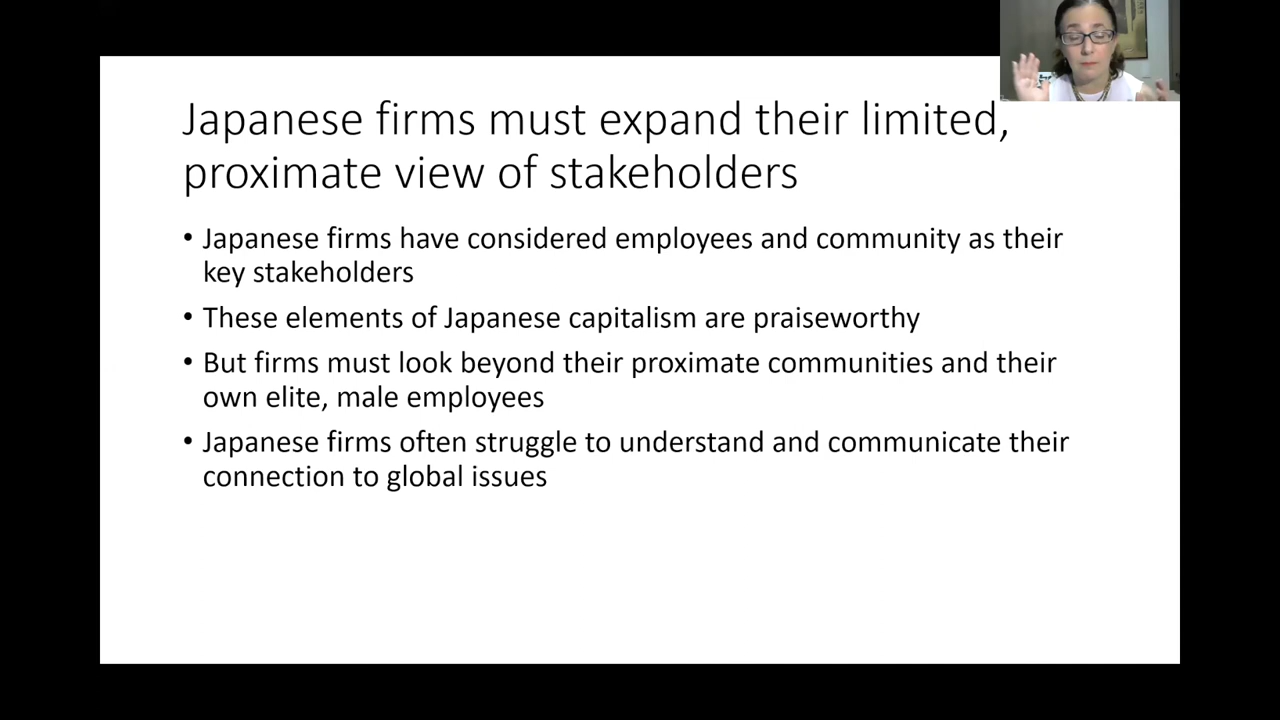 Japanese firms must expand their limited,
proximate view of stakeholders
• Japanese firms have considered employees and community as their
key stakeholders
• These elements of Japanese capitalism are praiseworthy
• But firms must look beyond their proximate communities and their
own elite, male employees
• Japanese firms often struggle to understand and communicate their
connection to global issues